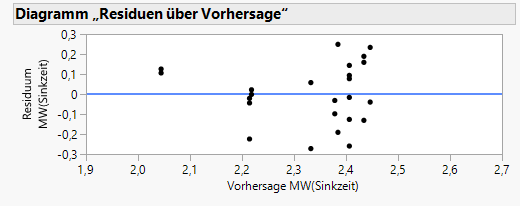 Diagramm „Residuen über Vorhersage“
0,3
0,2
0,1
0
-0,1
-0,2
-0,3
Residuum
MW(Sinkzeit)
1,9 2,0 2,1 2,2 2,3 2,4 2,5 2,6 2,7
Vorhersage MW(Sinkzeit)